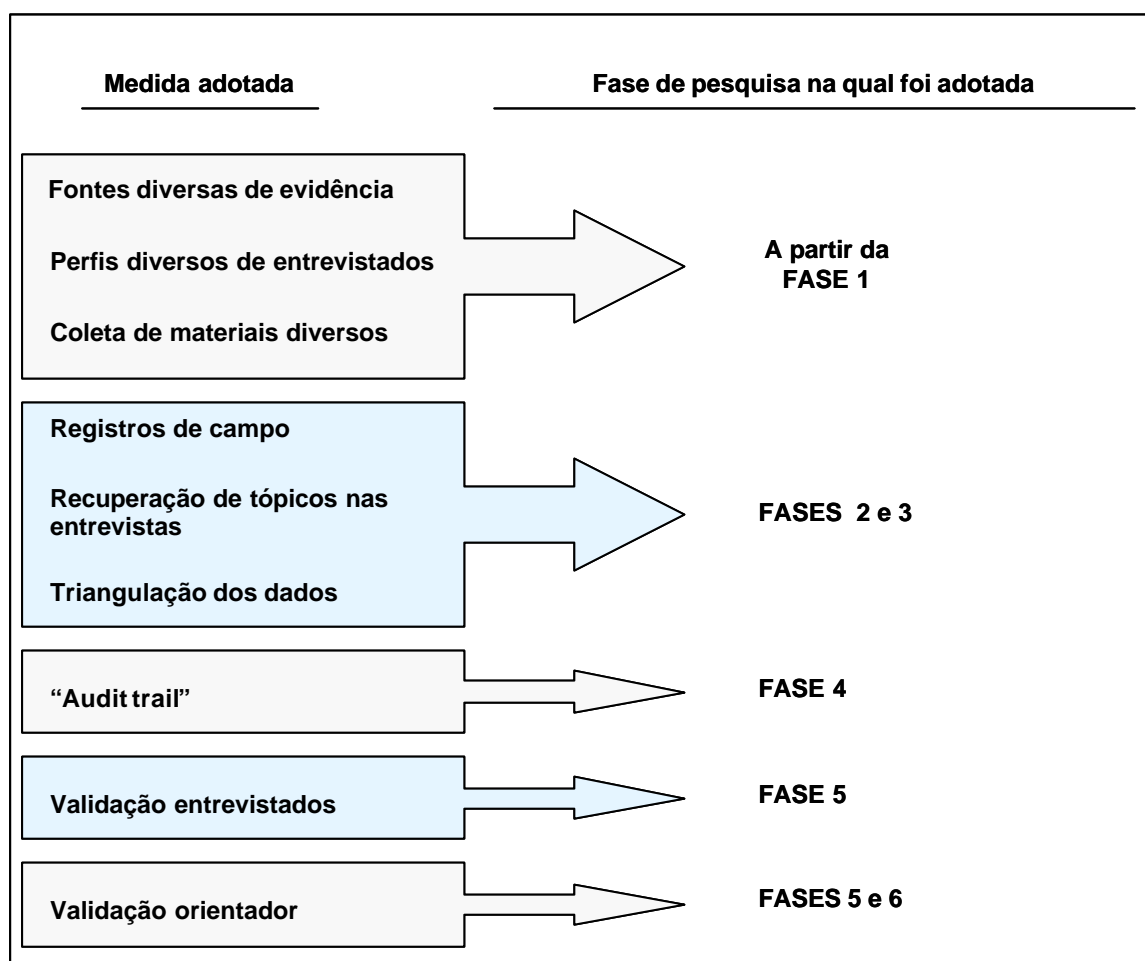 Medida adotada
Fase de pesquisa na qual foi adotada
Fontes diversas de evidência
Perfis diversos de entrevistados
Coleta de materiais diversos
A partir da
FASE 1
Registros de campo
Recuperação de tópicos nas
entrevistas
Triangulação dos dados
FASES 2 e 3
“Audit trail”
FASE 4
Validação entrevistados
FASE 5
Validação orientador
FASES 5 e 6